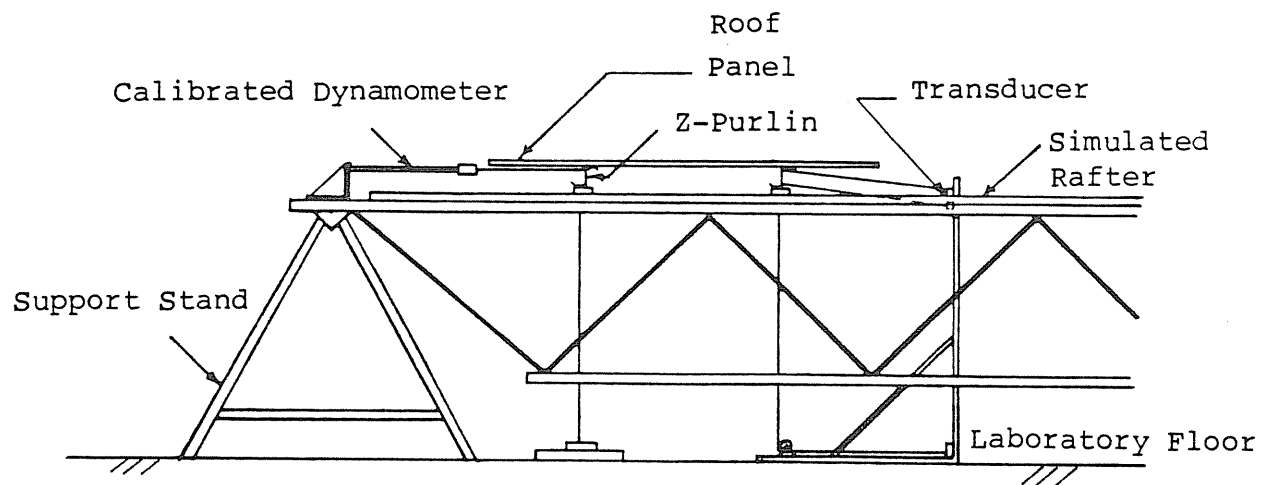 Roof
Panel
Calibrated Dynamometer
Transducer
Z-Purlin
Simulated
Rafter
Support Stand
Laboratory Floor